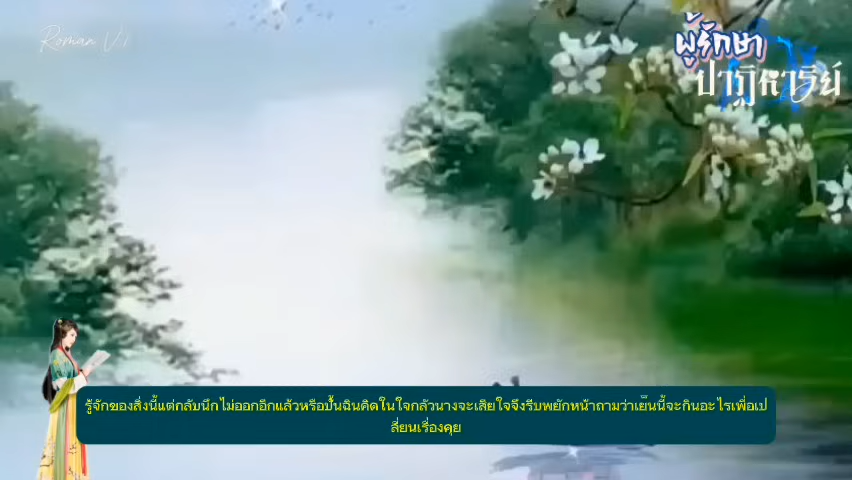 Roman V.1
ผู้รักษา
ปาฏิหาริย์
รู้จักของสิ่งนี้แต่กลับนึกไม่ออกอีกแล้วหรือปั้นฉินคิดในใจกลัวนางจะเสียใจจึงรีบพยักหน้าถามว่าเย็นนี้จะกินอะไรเพื่อเป
ลี่ยนเรื่องคุย